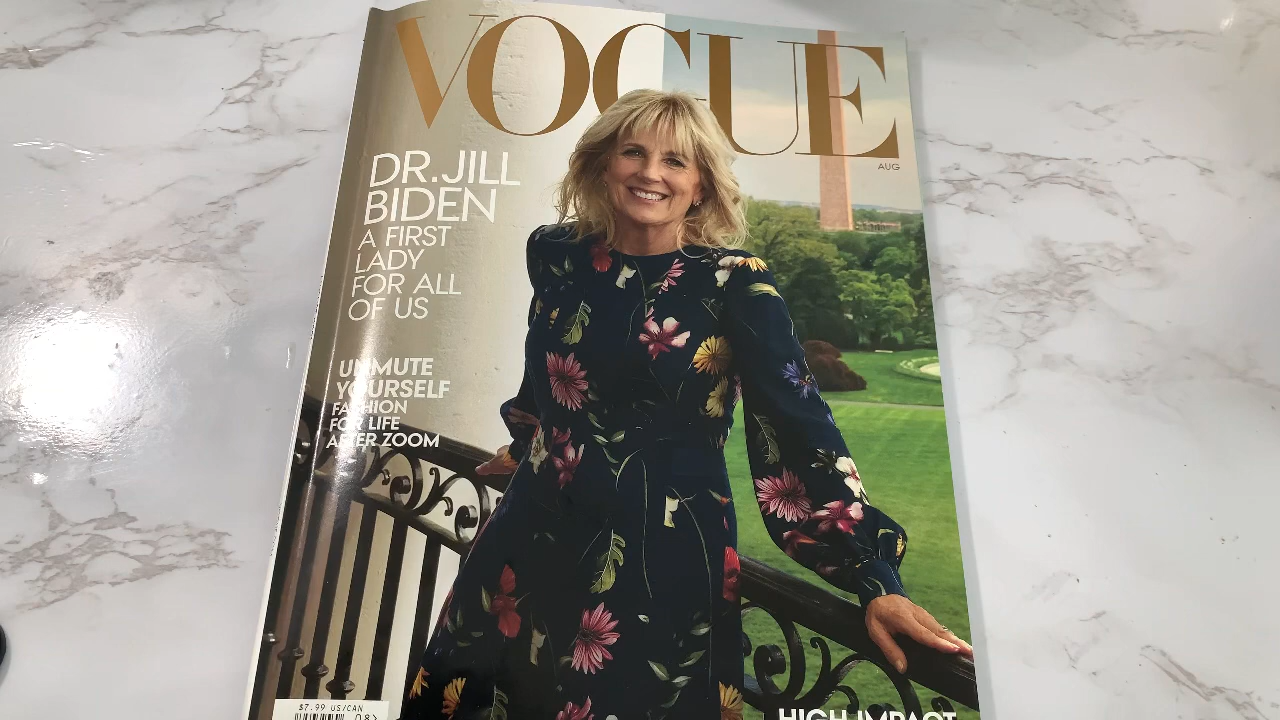 VOGUE
AUG
DR. JILL
BIDEN
A FIRST
LADY
FOR ALL
OF US
UNMUTE
YOURSELF
FASHION
FOR LIFE
AFTER ZOOM
$7.99 US/CAN
08>
HIGH IMPACT